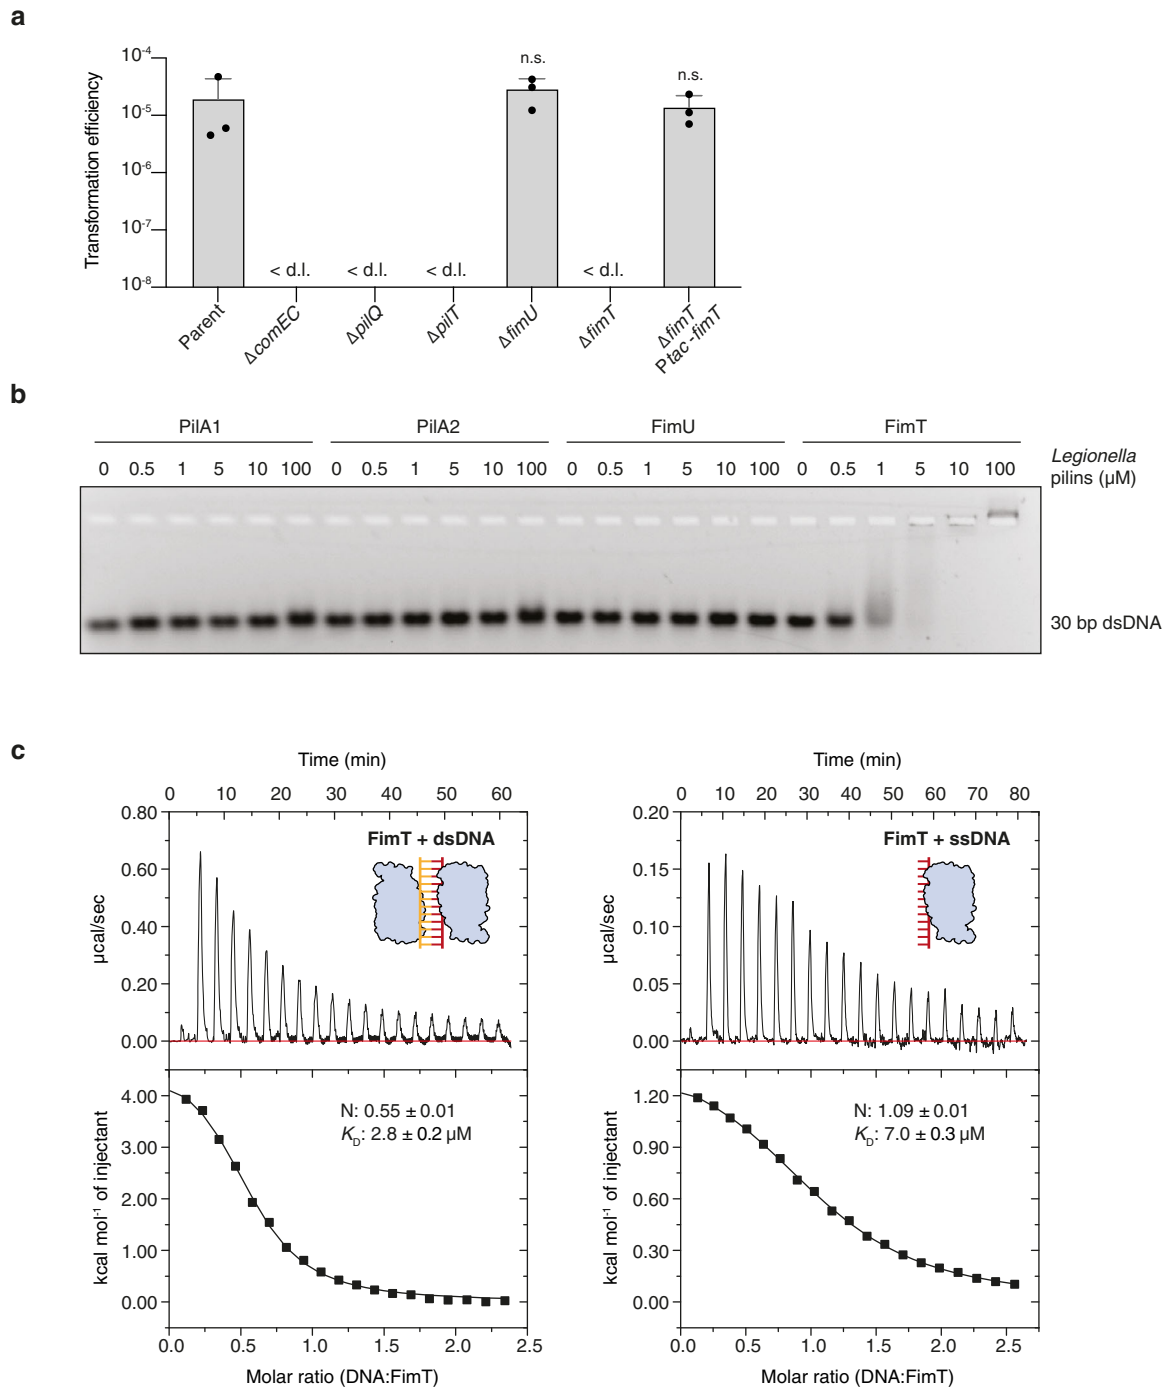 a
Transformation efficiency
10-4
10-5
10-6
10-7
10-8
n.s.
n.s.
< d.l.
< d.l.
< d.l.
< d.l.
Parent
ΔcomEC
ΔpilQ
ΔpilT
ΔfimU
ΔfimT
ΔfimT
Ptac-fimT
b
PilA1 PilA2 FimU FimT
0 0.5 1 5 10 100 0 0.5 1 5 10 100 0 0.5 1 5 10 100 0 0.5 1 5 10 100
Legionella
pilins (µM)
30 bp dsDNA
c
Time (min)
0 10 20 30 40 50 60
0.80
0.60
0.40
0.20
0.00
µcal/sec
FimT + dsDNA
4.00
3.00
2.00
1.00
0.00
kcal mol-1 of injectant
N: 0.55 ± 0.01
KD: 2.8 ± 0.2 µM
0.0 0.5 1.0 1.5 2.0 2.5
Molar ratio (DNA:FimT)
Time (min)
0 10 20 30 40 50 60 70 80
0.20
0.15
0.10
0.05
0.00
µcal/sec
FimT + ssDNA
1.20
0.90
0.60
0.30
0.00
kcal mol-1 of injectant
N: 1.09 ± 0.01
KD: 7.0 ± 0.3 µM
0.0 0.5 1.0 1.5 2.0 2.5
Molar ratio (DNA:FimT)